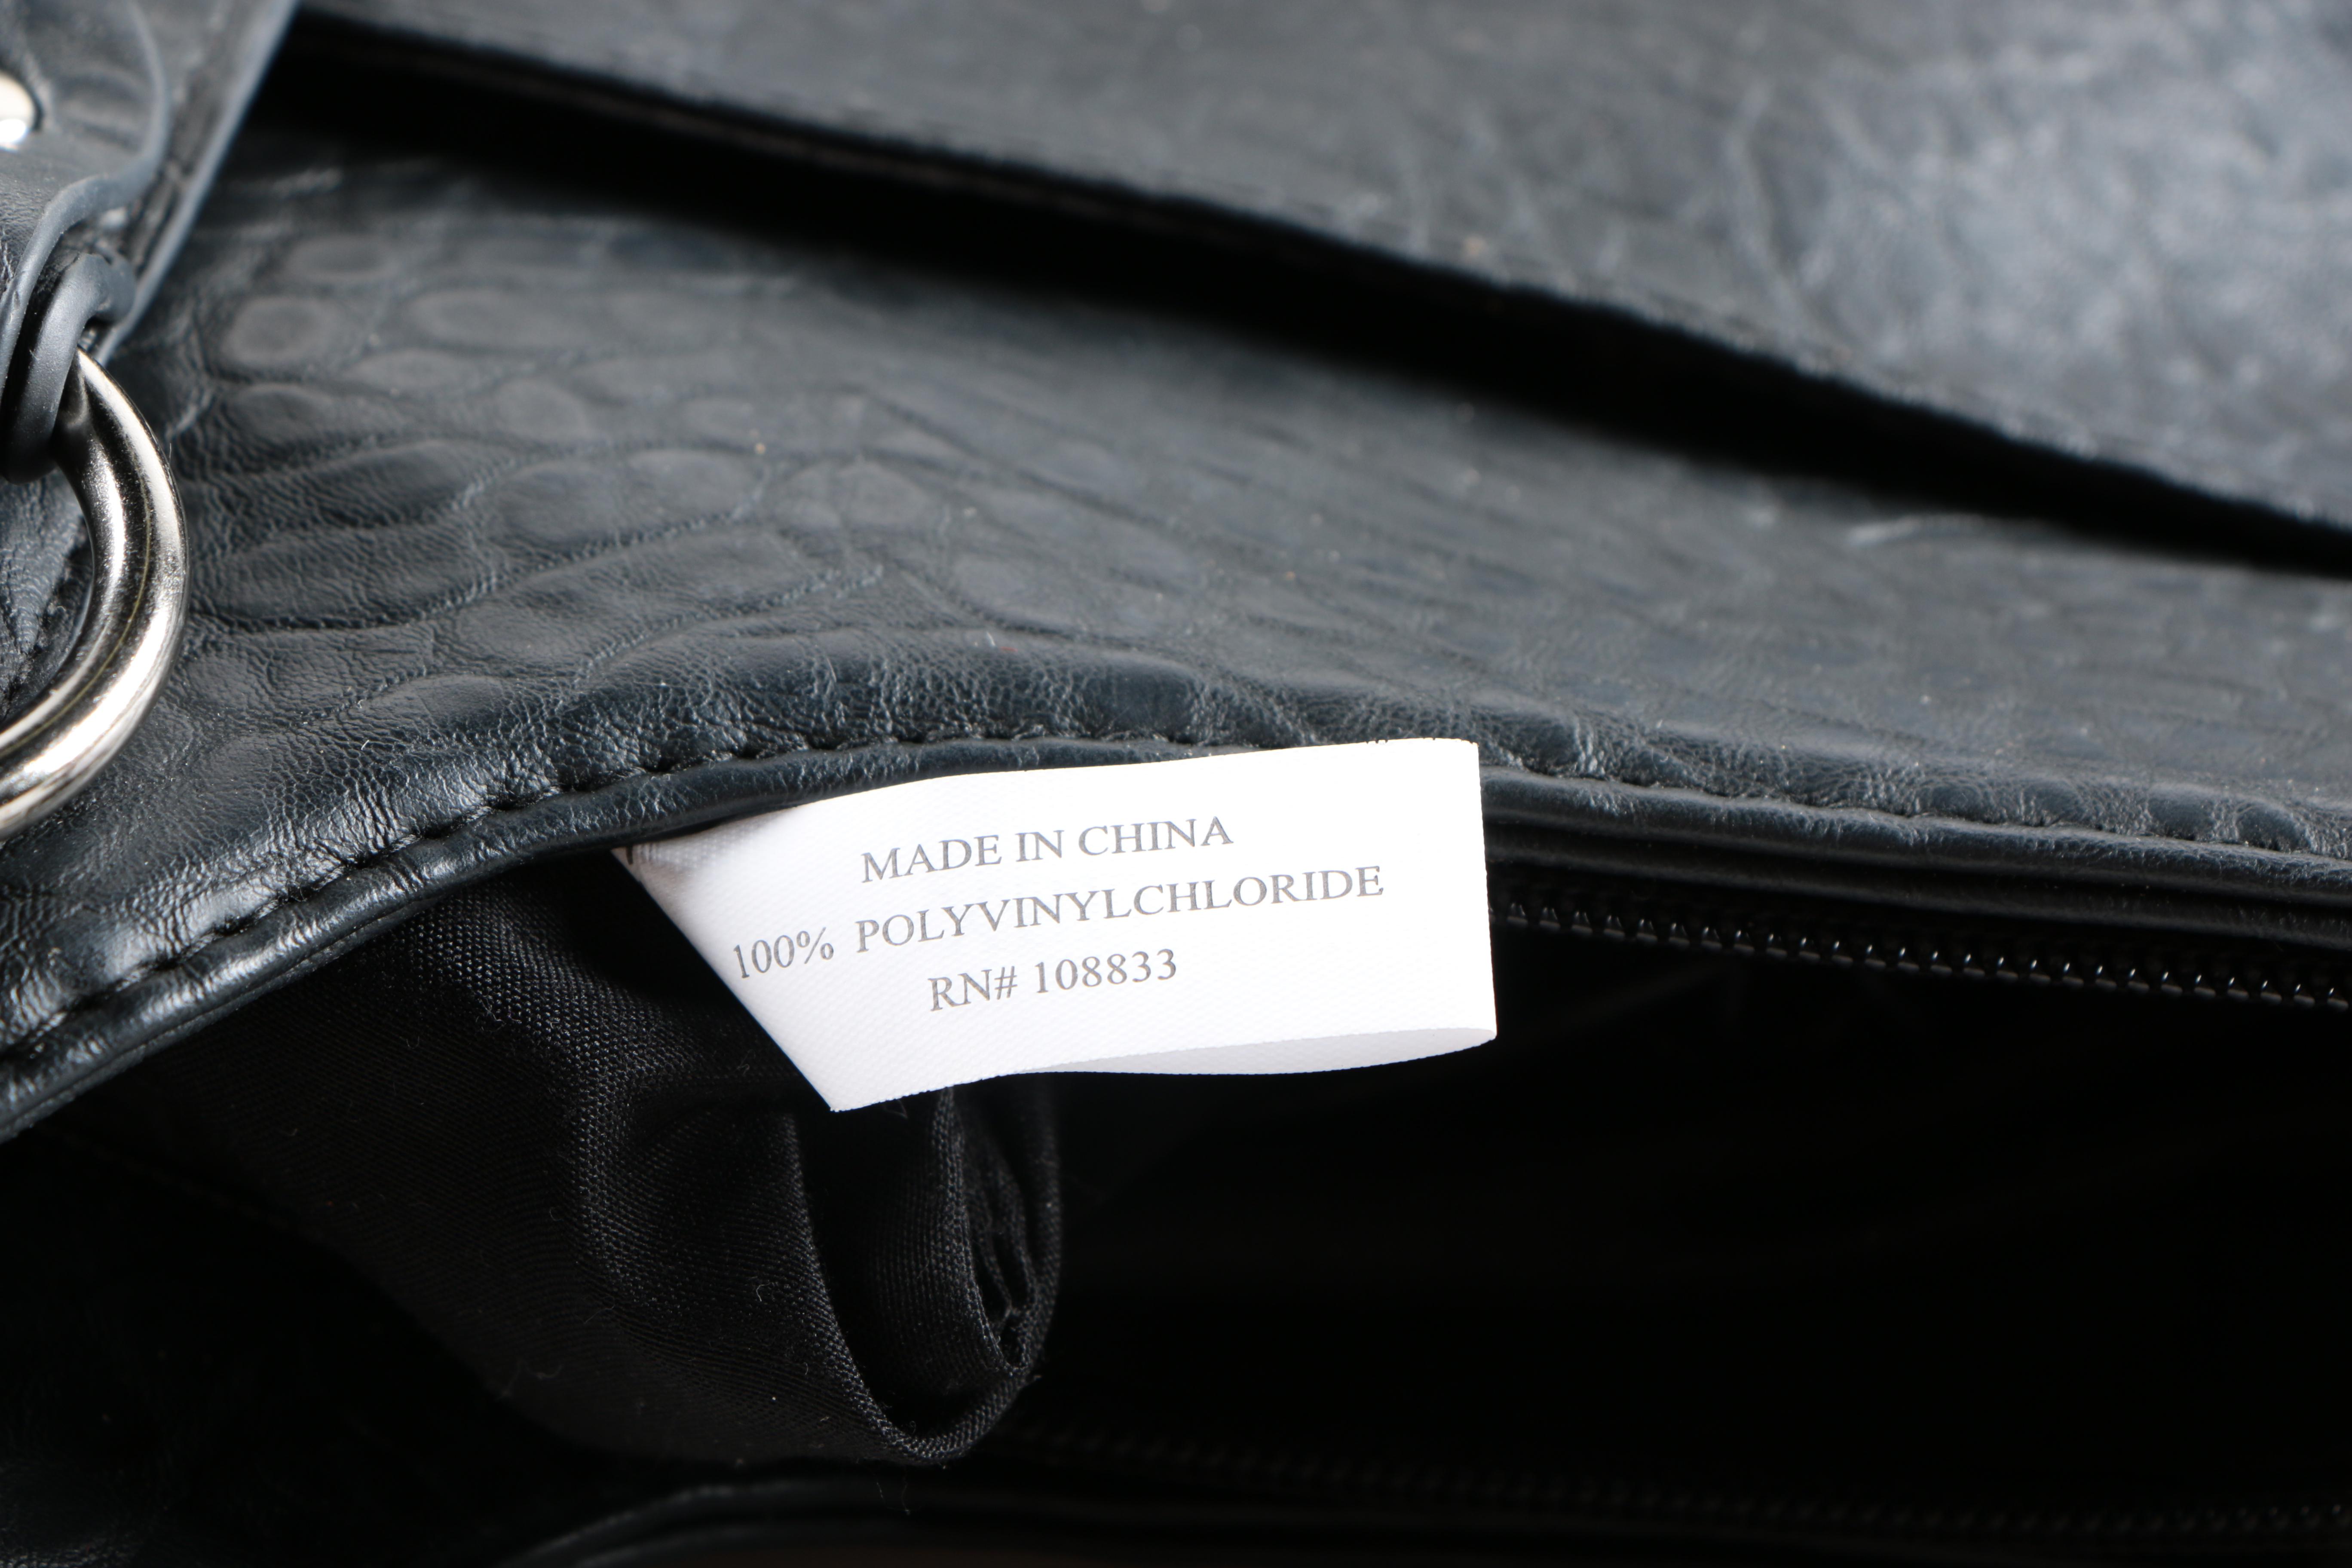 MADE IN CHINA
100% POLYVINYLCHLORIDE
RN# 108833